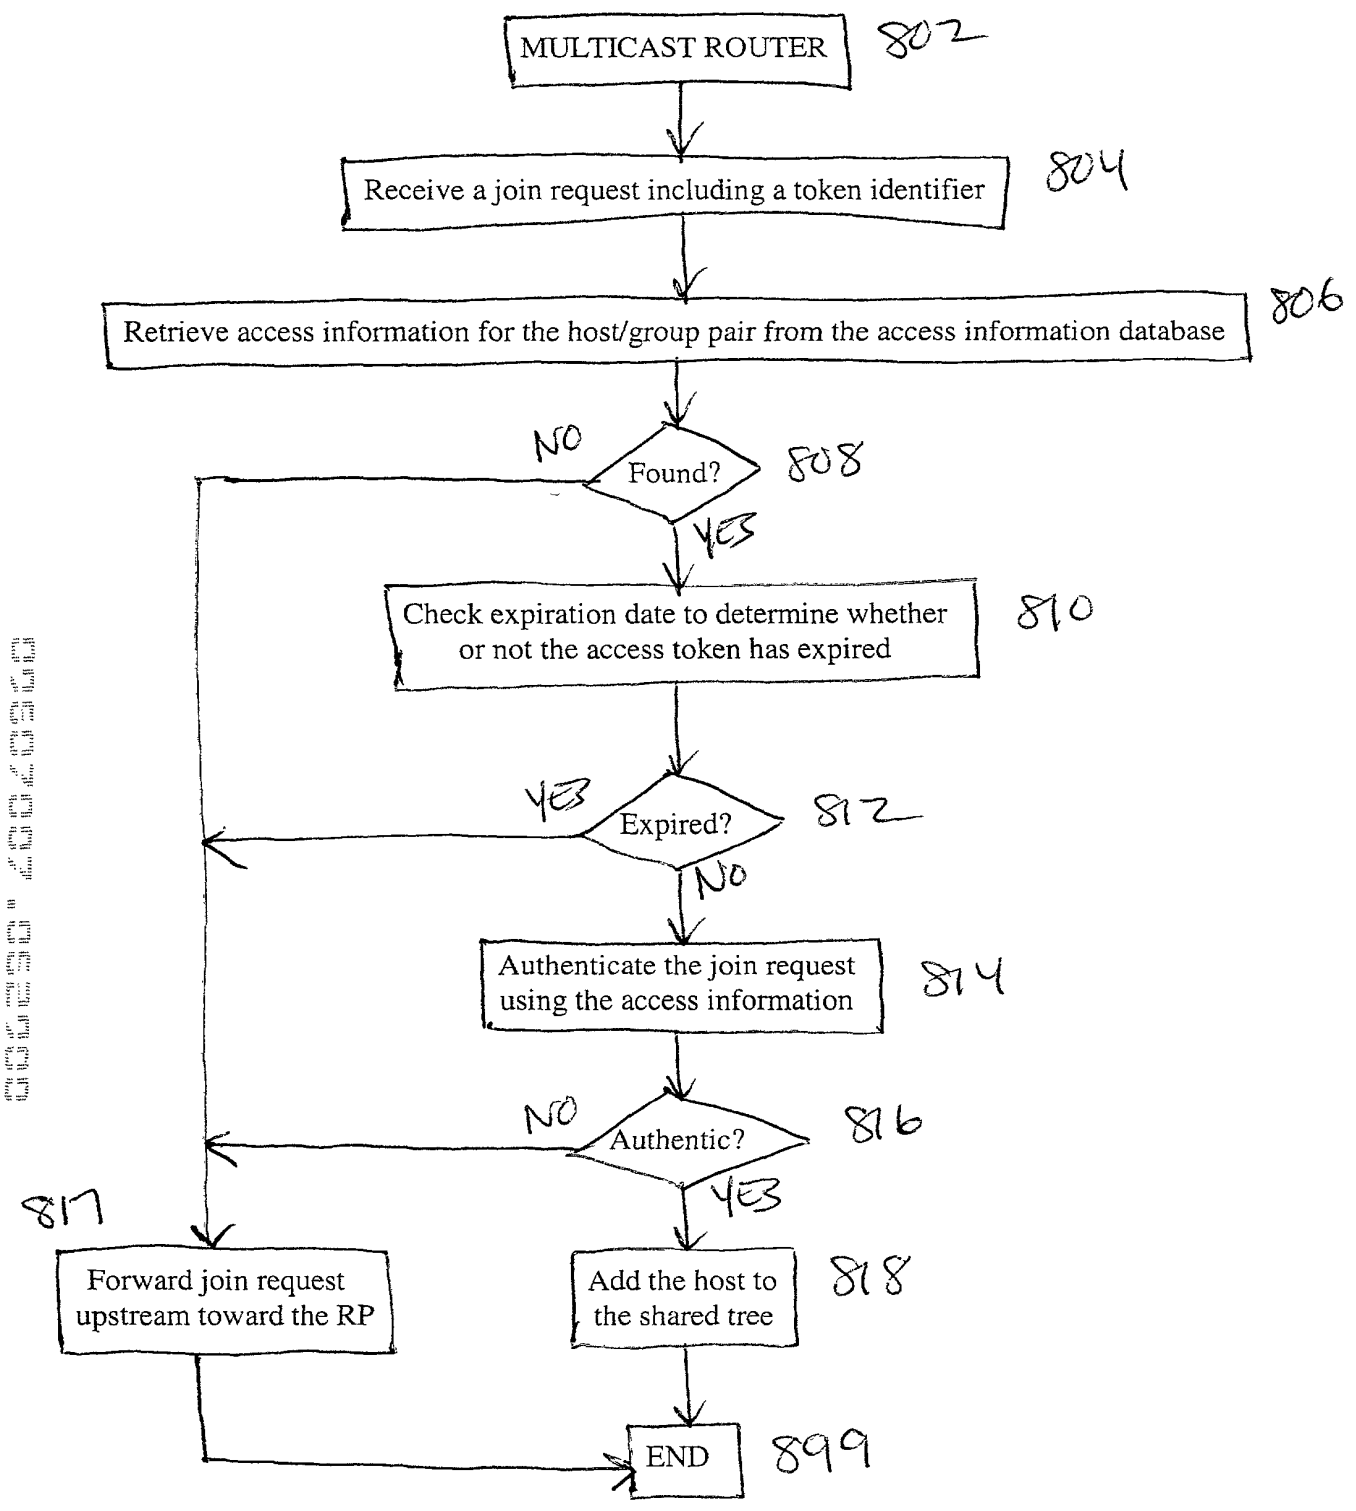 MULTICAST ROUTER 802
Receive a join request including a token identifier 804
Retrieve access information for the host/group pair from the access information database 806
NO
Found? 808
YES
Check expiration date to determine whether 810
or not the access token has expired
YES
Expired? 812
NO
Authenticate the join request 814
using the access information
NO
Authentic? 816
YES
817
Forward join request
upstream toward the RP
Add the host to 818
the shared tree
END 899